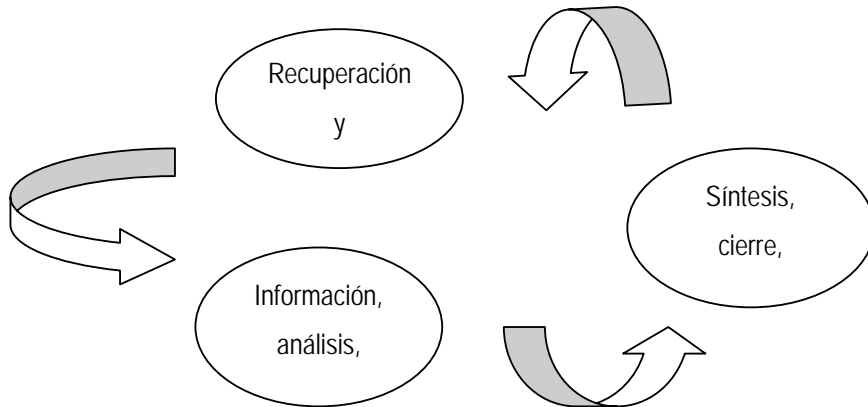 Recuperación
y
Síntesis,
cierre,
Información,
análisis,